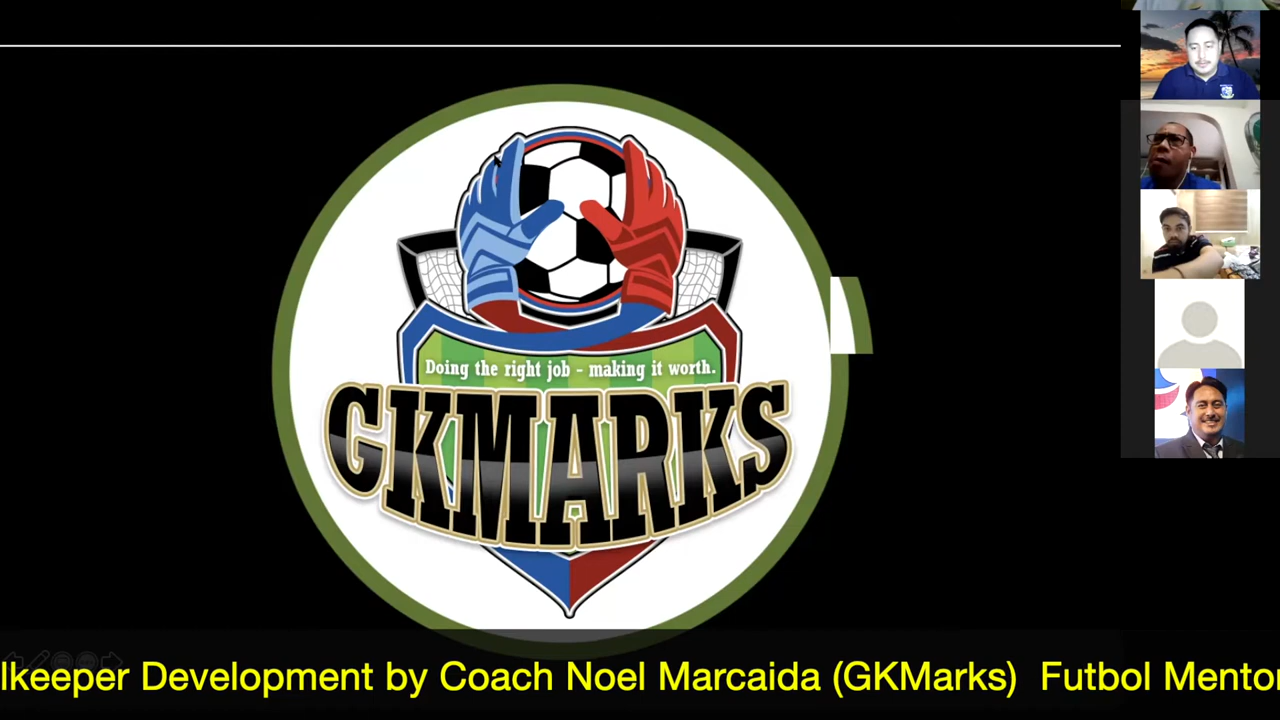 Doing the right job - making it worth.
GKMARKS
lkeeper Development by Coach Noel Marcaida (GKMarks) Futbol Mentor